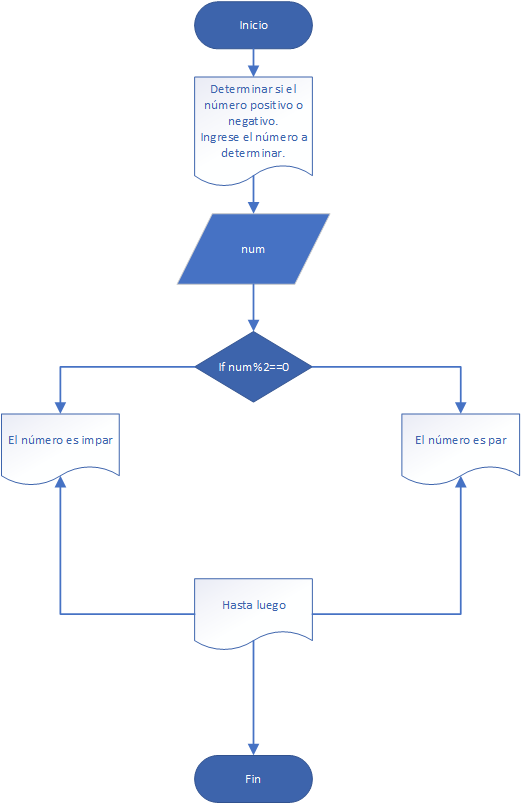 Inicio
Determinar si el
número positivo o
negativo.
Ingrese el número a
determinar.
num
If num%2==0
El número es impar
El número es par
Hasta luego
Fin